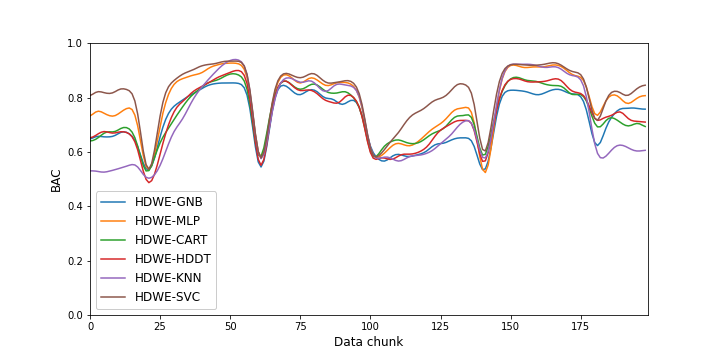 1.0
0.8
0.6
0.4
0.2
0.0
BAC
HDWE-GNB
HDWE-MLP
HDWE-CART
HDWE-HDDT
HDWE-KNN
HDWE-SVC
0 25 50 75 100 125 150 175
Data chunk